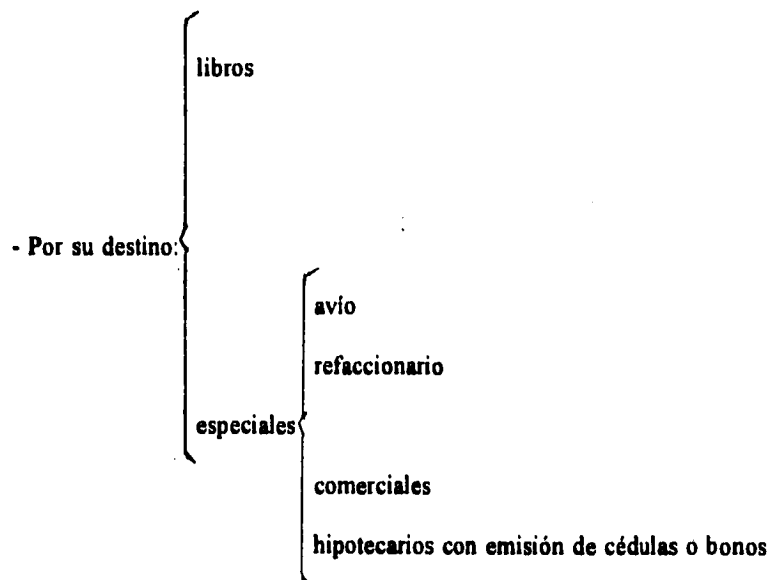 libros
- Por su destino:
avío
refaccionario
especiales
comerciales
hipotecarios con emisión de cédulas o bonos